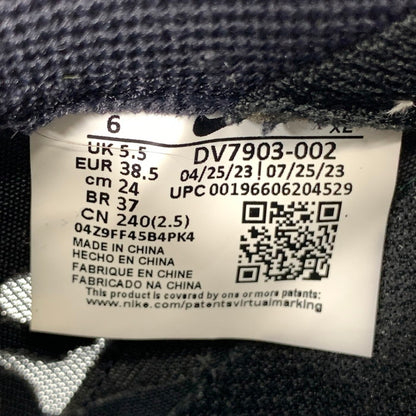 6 XL
UK 5.5 DV7903-002
EUR 38.5 04/25/23 | 07/25/23
cm 24 UPC 00196606204529
BR 37
CN 240(2.5)
04Z9FF45B4PK4
MADE IN CHINA
HECHO EN CHINA
FABRIQUE EN CHINE
FABRICADO NA CHINA
This product is covered by one or more patents:
www.nike.com/patentsvirtualmarking